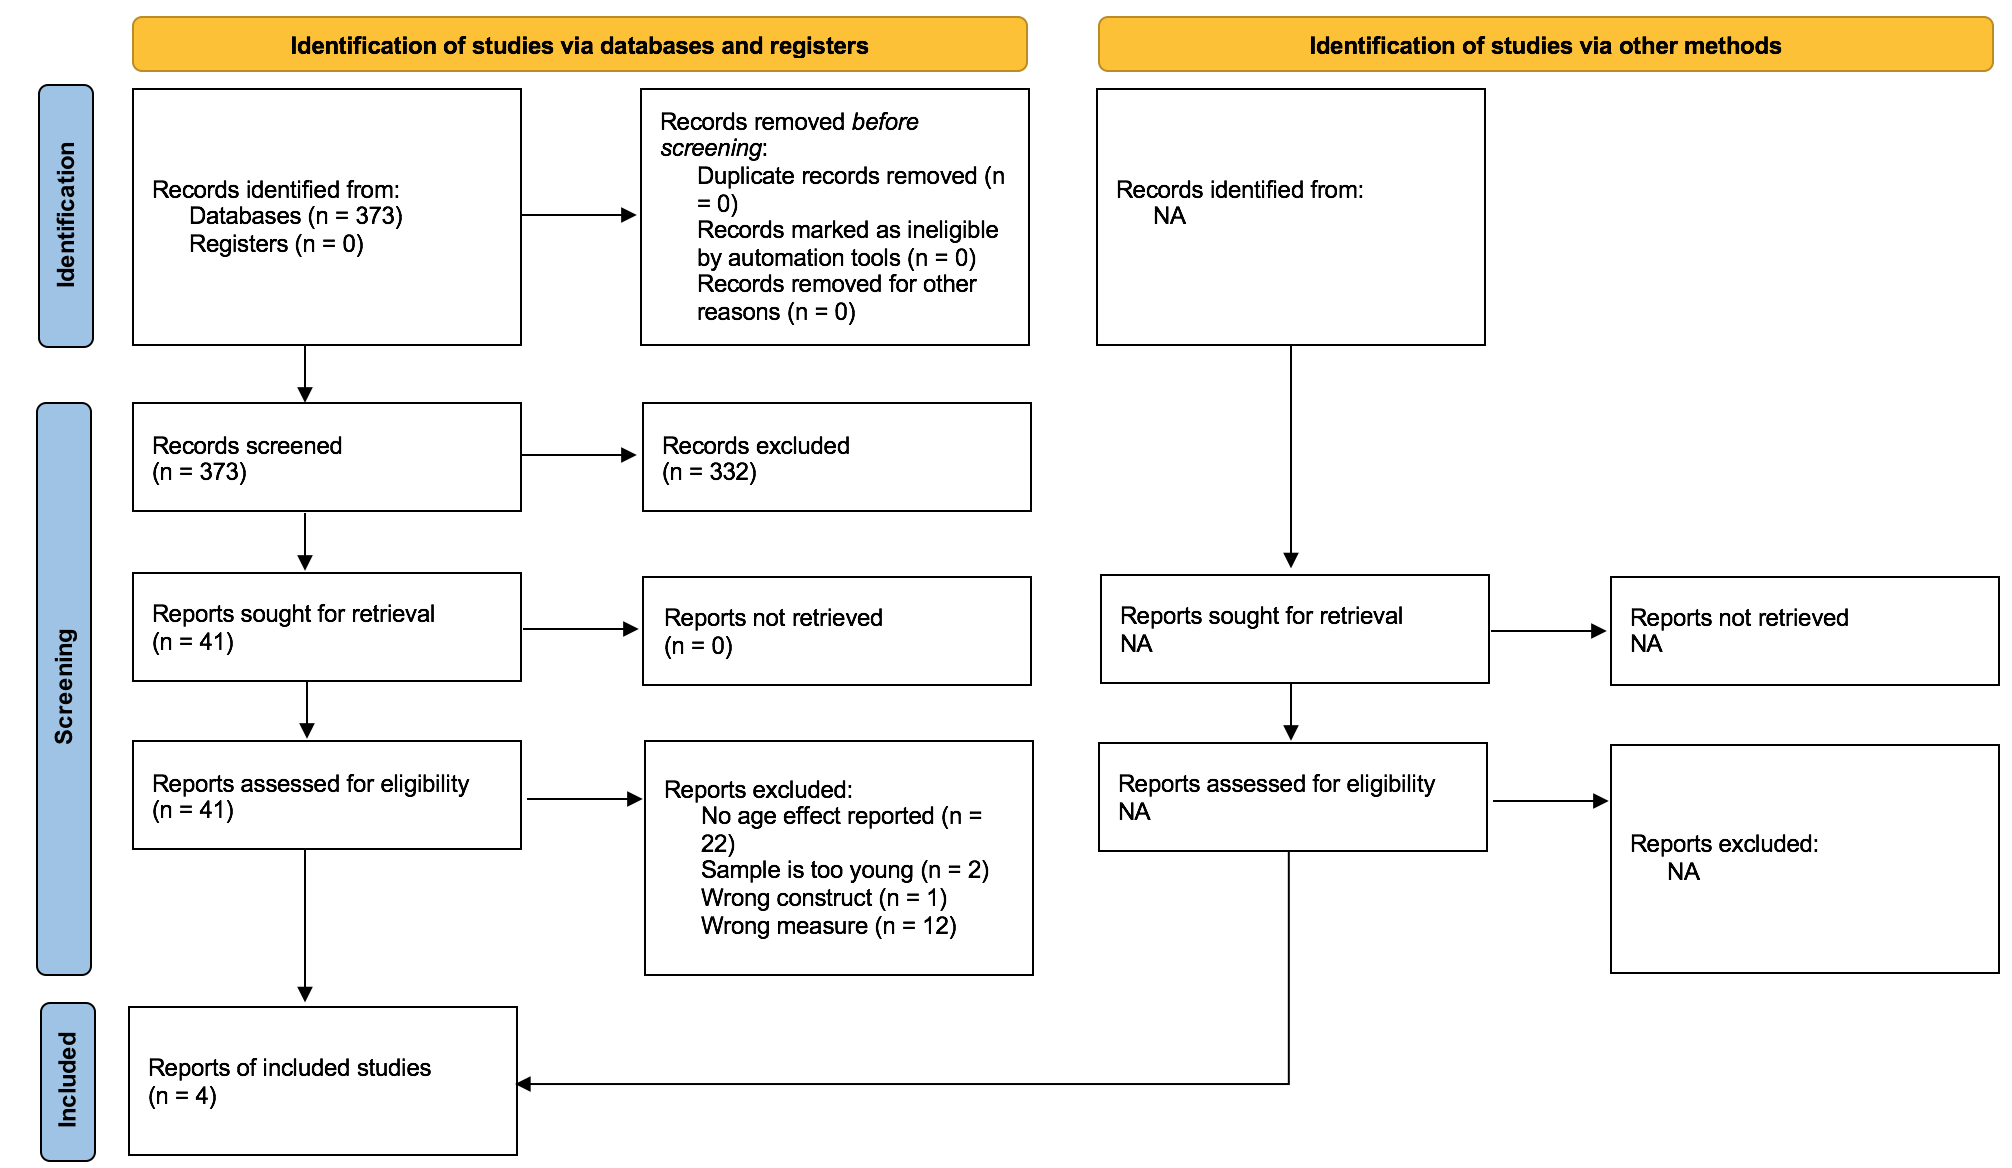 Identification of studies via databases and registers
Identification of studies via other methods
Identification
Records identified from:
Databases (n = 373)
Registers (n = 0)
Records removed before
screening:
Duplicate records removed (n
= 0)
Records marked as ineligible
by automation tools (n = 0)
Records removed for other
reasons (n = 0)
Records identified from:
NA
Screening
Records screened
(n = 373)
Records excluded
(n = 332)
Reports sought for retrieval
(n = 41)
Reports not retrieved
(n = 0)
Reports sought for retrieval
NA
Reports not retrieved
NA
Reports assessed for eligibility
(n = 41)
Reports excluded:
No age effect reported (n =
22)
Sample is too young (n = 2)
Wrong construct (n = 1)
Wrong measure (n = 12)
Reports assessed for eligibility
NA
Reports excluded:
NA
Included
Reports of included studies
(n = 4)